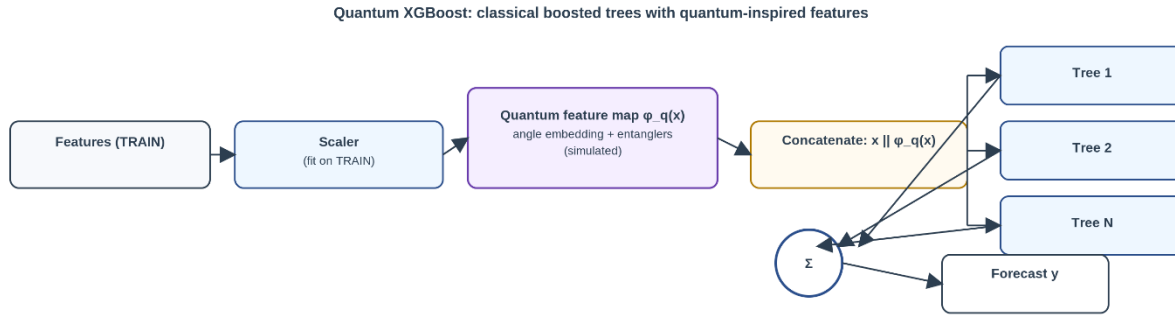 Quantum XGBoost: classical boosted trees with quantum-inspired features
Features (TRAIN)
Scaler
(fit on TRAIN)
Quantum feature map φ_q(x)
angle embedding + entanglers
(simulated)
Concatenate: x || φ_q(x)
Tree 1
Tree 2
Tree N
Σ
Forecast y